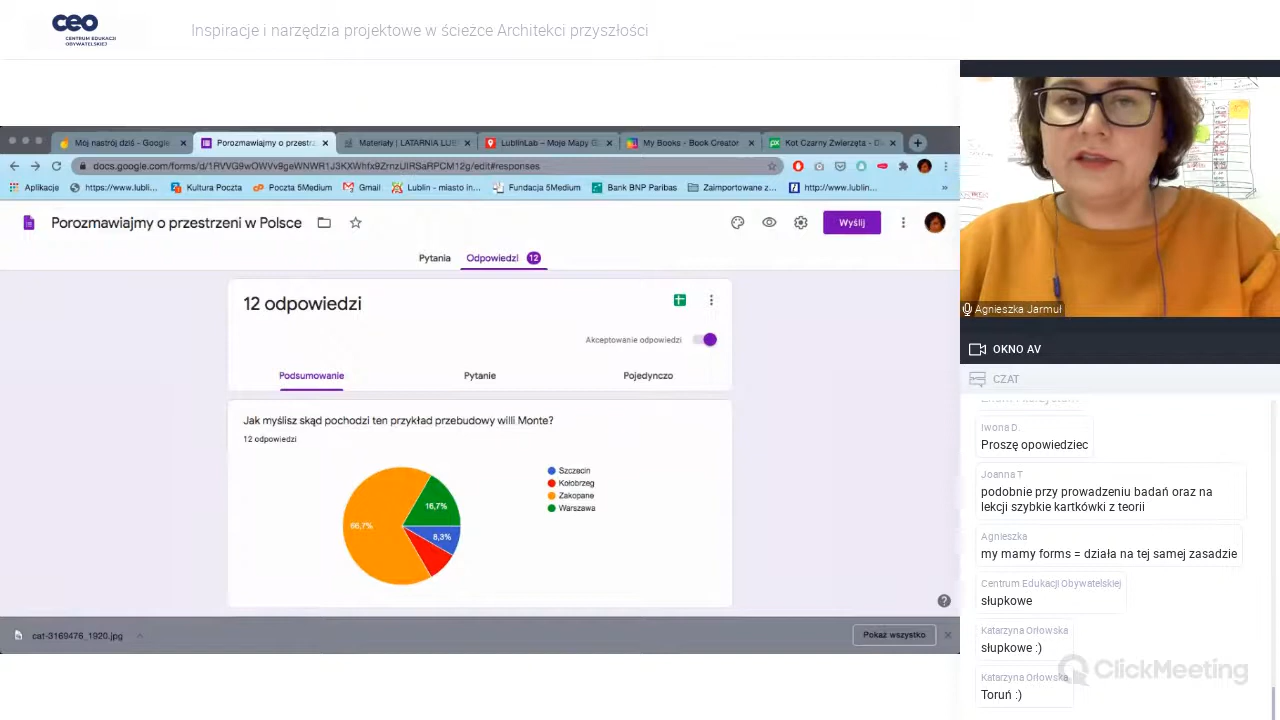 ceo
CENTRUM EDUKACJI
OBYWATELSKIEJ
Inspiracje i narzędzia projektowe w ścieżce Architekci przyszłości
Mój nastrój dziś - Google
Porozmawiajmy o przestrz
Materiały | LATARNIA LUB
LublinLab – Moje Mapy G
My Books - Book Creator
Kot Czarny Zwierzęta - D
docs.google.com/forms/d/
/edit#responses
Aplikacje
https://www.lubli...
Kultura Poczta
Poczta 5Medium
Gmail
Lublin - miasto in...
Fundacja 5Medium
Bank BNP Paribas
Zaimportowane z...
http://www.lublin...
»
Porozmawiajmy o przestrzeni w Polsce
Wyślij
Pytania
Odpowiedzi 12
12 odpowiedzi
Akceptowanie odpowiedzi
Podsumowanie
Pytanie
Pojedynczo
Jak myślisz skąd pochodzi ten przykład przebudowy willi Monte?
12 odpowiedzi
Szczecin
Kołobrzeg
Zakopane
Warszawa
16,7%
66,7%
8,3%
cat-3169476_1920.jpg
Pokaż wszystko
Agnieszka Jarmuł
OKNO AV
CZAT
Iwona D.
Proszę opowiedziec
Joanna T
podobnie przy prowadzeniu badań oraz na
lekcji szybkie kartkówki z teorii
Agnieszka
my mamy forms = działa na tej samej zasadzie
Centrum Edukacji Obywatelskiej
słupkowe
Katarzyna Orłowska
słupkowe :)
Katarzyna Orłowska
Toruń :)
ClickMeeting